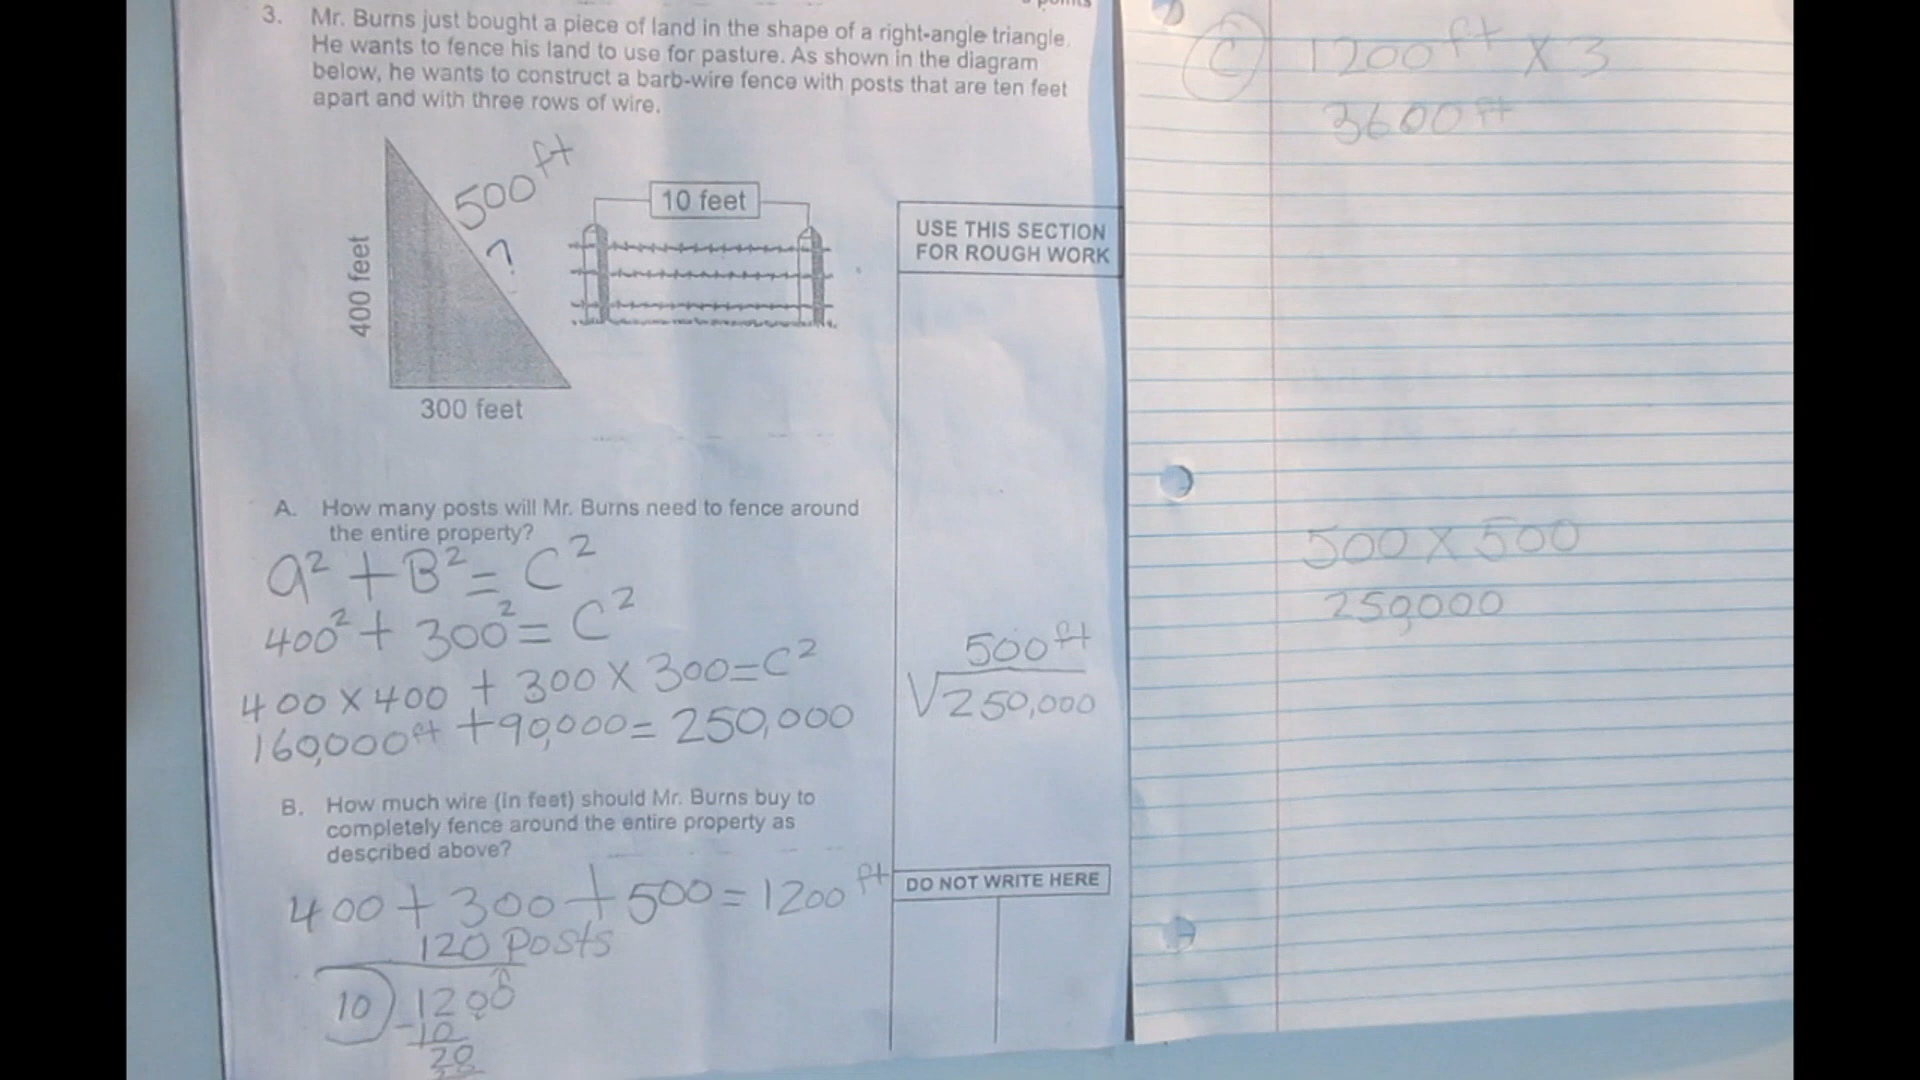 3. Mr. Burns just bought a piece of land in the shape of a right-angle triangle.
He wants to fence his land to use for pasture. As shown in the diagram
below, he wants to construct a barb-wire fence with posts that are ten feet
apart and with three rows of wire.
500 ft
?
400 feet
300 feet
10 feet
USE THIS SECTION
FOR ROUGH WORK
A. How many posts will Mr. Burns need to fence around
the entire property?
a² + B² = C²
400² + 300² = C²
400 x 400 + 300 x 300 = C²
160,000 ft + 90,000 = 250,000
500 ft
√250,000
B. How much wire (in feet) should Mr. Burns buy to
completely fence around the entire property as
described above?
400 + 300 + 500 = 1200 ft
120 Posts
10 ) 1200
-10
20
DO NOT WRITE HERE
C 1200 ft x 3
3600 ft
500 x 500
250,000